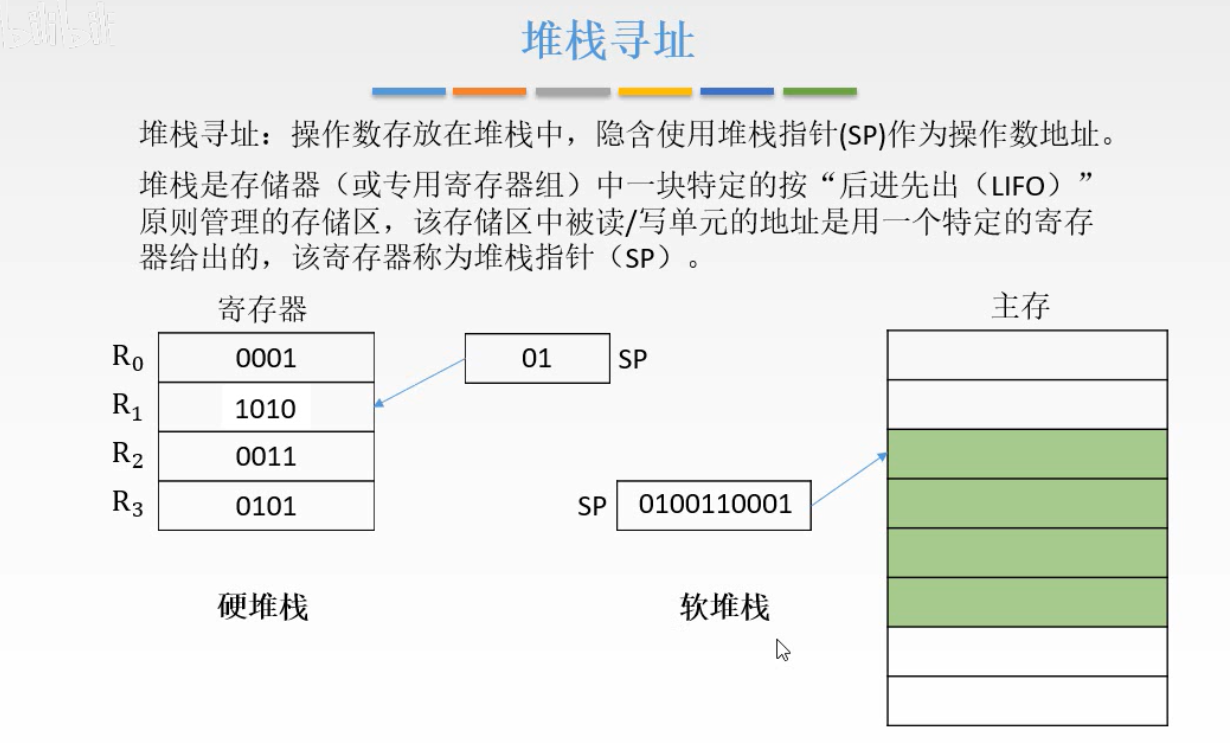 堆栈寻址
堆栈寻址：操作数存放在堆栈中，隐含使用堆栈指针(SP)作为操作数地址。
堆栈是存储器（或专用寄存器组）中一块特定的按“后进先出（LIFO）”
原则管理的存储区，该存储区中被读/写单元的地址是用一个特定的寄存
器给出的，该寄存器称为堆栈指针（SP）。
寄存器
主存
R₀ 0001
01 SP
R₁ 1010
R₂ 0011
R₃ 0101
SP 0100110001
硬堆栈
软堆栈